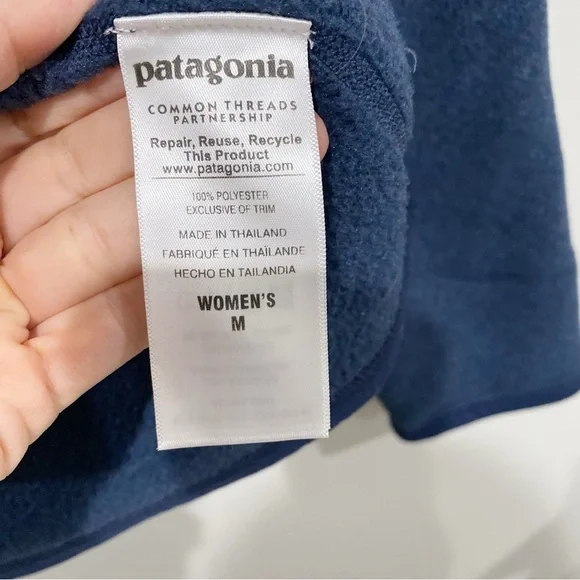 patagonia
COMMON THREADS
PARTNERSHIP
Repair, Reuse, Recycle
This Product
www.patagonia.com
100% POLYESTER
EXCLUSIVE OF TRIM
MADE IN THAILAND
FABRIQUÉ EN THAÏLANDE
HECHO EN TAILANDIA
WOMEN'S
M